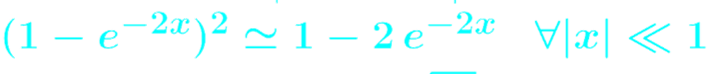 (1 − e^{−2x})^2 ≃ 1 − 2 e^{−2x} ∀|x| ≪ 1